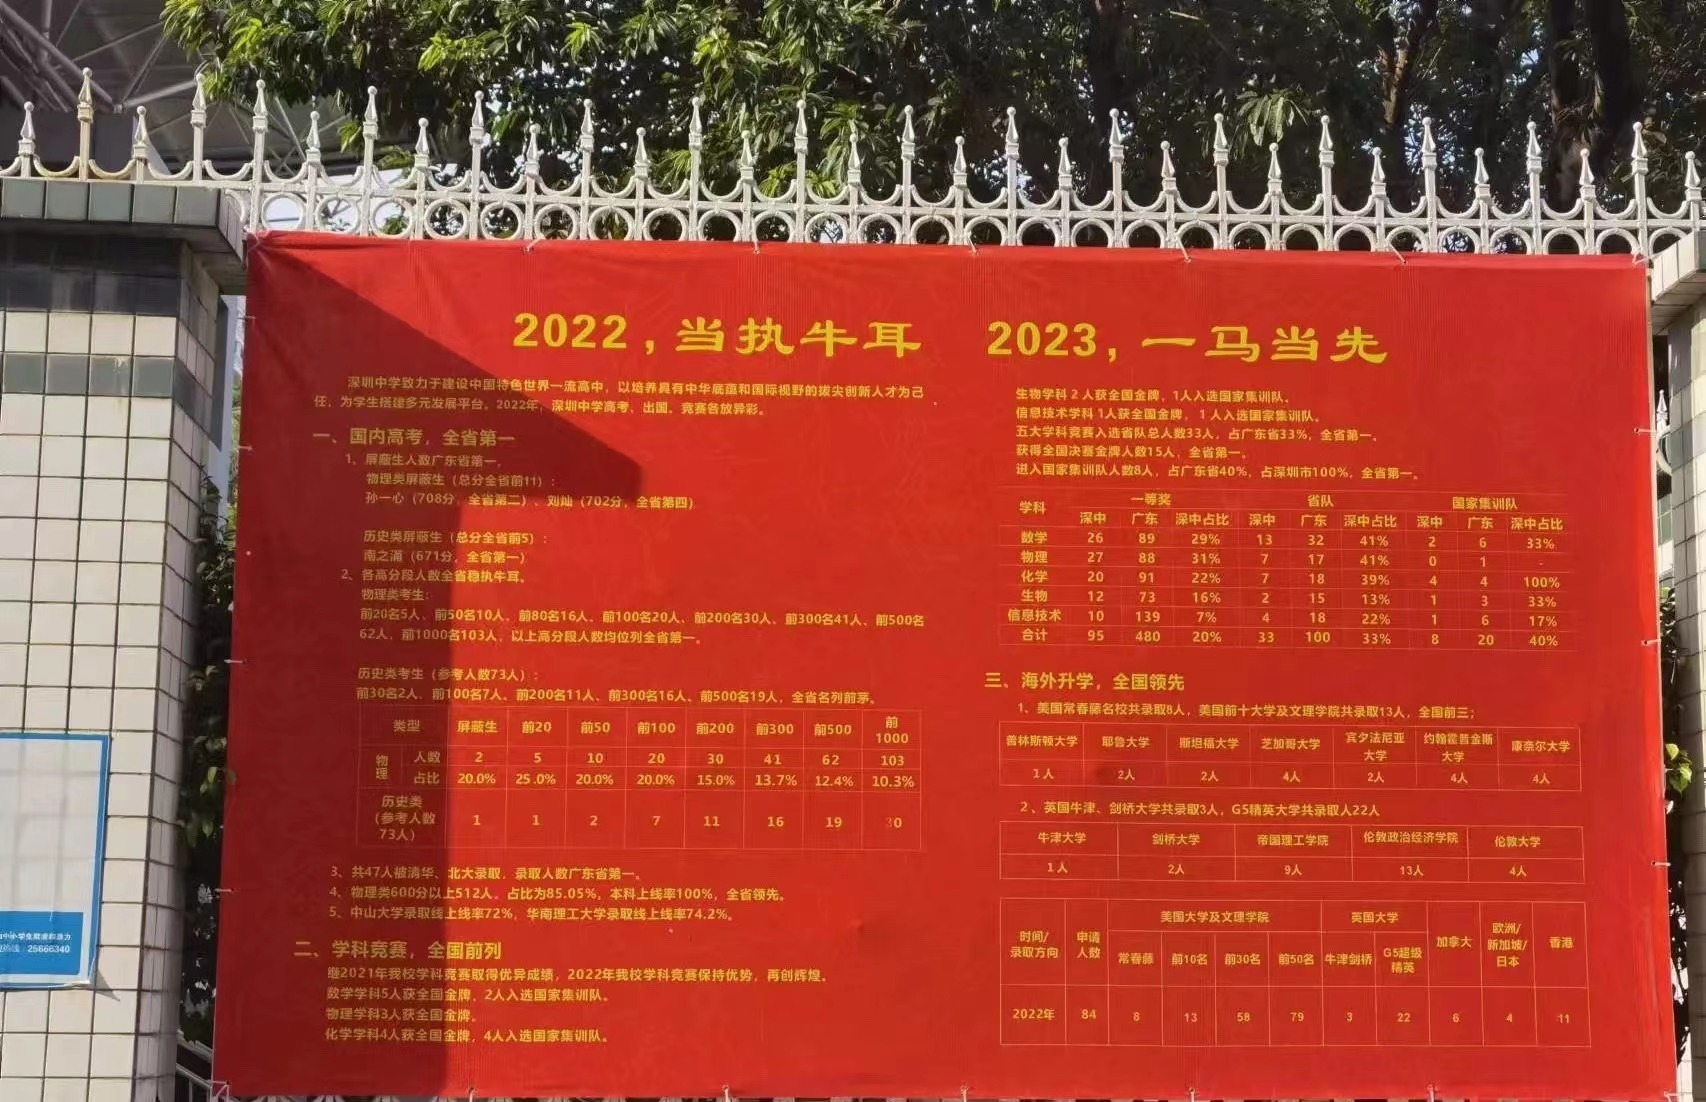 2022，当执牛耳
2023，一马当先
深圳中学致力于建设中国特色世界一流高中，以培养具有中华底蕴和国际视野的拔尖创新人才为己
任，为学生搭建多元发展平台。2022年，深圳中学高考、出国、竞赛各放异彩。
一、国内高考，全省第一
1、屏蔽生人数广东省第一。
物理类屏蔽生（总分全省前11）：
孙一心（708分，全省第二）、刘灿（702分，全省第四）
历史类屏蔽生（总分全省前5）：
南之涵（671分，全省第一）
2、各高分段人数全省稳执牛耳。
物理类考生：
前20名5人、前50名10人、前80名16人、前100名20人、前200名30人、前300名41人、前500名
62人、前1000名103人，以上高分段人数均位列全省第一。
历史类考生（参考人数73人）：
前30名2人、前100名7人、前200名11人、前300名16人、前500名19人，全省名列前茅。
类型 屏蔽生 前20 前50 前100 前200 前300 前500 前1000
物理 人数 2 5 10 20 30 41 62 103
占比 20.0% 25.0% 20.0% 20.0% 15.0% 13.7% 12.4% 10.3%
历史类（参考人数73人） 1 1 2 7 11 16 19 30
3、共47人被清华、北大录取，录取人数广东省第一。
4、物理类600分以上512人，占比为85.05%，本科上线率100%，全省领先。
5、中山大学录取线上线率72%，华南理工大学录取线上线率74.2%。
二、学科竞赛，全国前列
继2021年我校学科竞赛取得优异成绩，2022年我校学科竞赛保持优势，再创辉煌。
数学学科5人获全国金牌，2人入选国家集训队。
物理学科3人获全国金牌。
化学学科4人获全国金牌，4人入选国家集训队。
生物学科2人获全国金牌，1人入选国家集训队。
信息技术学科1人获全国金牌，1人入选国家集训队。
五大学科竞赛入选省队总人数33人，占广东省33%，全省第一。
获得全国决赛金牌人数15人，全省第一。
进入国家集训队人数8人，占广东省40%，占深圳市100%，全省第一。
学科 一等奖 省队 国家集训队
深中 广东 深中占比 深中 广东 深中占比 深中 广东 深中占比
数学 26 89 29% 13 32 41% 2 6 33%
物理 27 88 31% 7 17 41% 0 1 -
化学 20 91 22% 7 18 39% 4 4 100%
生物 12 73 16% 2 15 13% 1 3 33%
信息技术 10 139 7% 4 18 22% 1 6 17%
合计 95 480 20% 33 100 33% 8 20 40%
三、海外升学，全国领先
1、美国常春藤名校共录取8人，美国前十大学及文理学院共录取13人，全国前三；
普林斯顿大学 耶鲁大学 斯坦福大学 芝加哥大学 宾夕法尼亚大学 约翰霍普金斯大学 康奈尔大学
1人 2人 2人 4人 2人 4人 4人
2、英国牛津、剑桥大学共录取3人，G5精英大学共录取人22人
牛津大学 剑桥大学 帝国理工学院 伦敦政治经济学院 伦敦大学
1人 2人 9人 13人 4人
时间/录取方向 申请人数 美国大学及文理学院 英国大学 加拿大 欧洲/新加坡/日本 香港
常春藤 前10名 前30名 前50名 牛津剑桥 G5超级精英
2022年 84 8 13 58 79 3 22 6 4 11
25666340